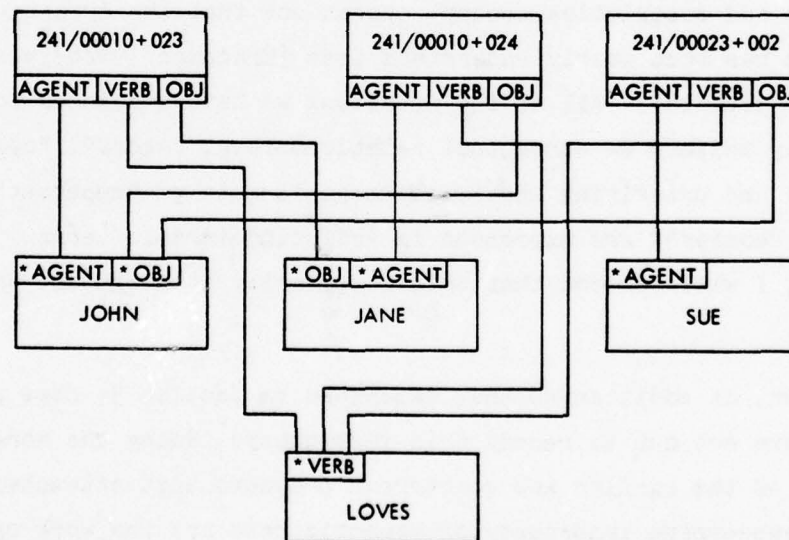 241/00010+023 241/00010+024 241/00023+002
AGENT VERB OBJ AGENT VERB OBJ AGENT VERB OBJ
* AGENT * OBJ * OBJ * AGENT * AGENT
JOHN JANE SUE
* VERB
LOVES